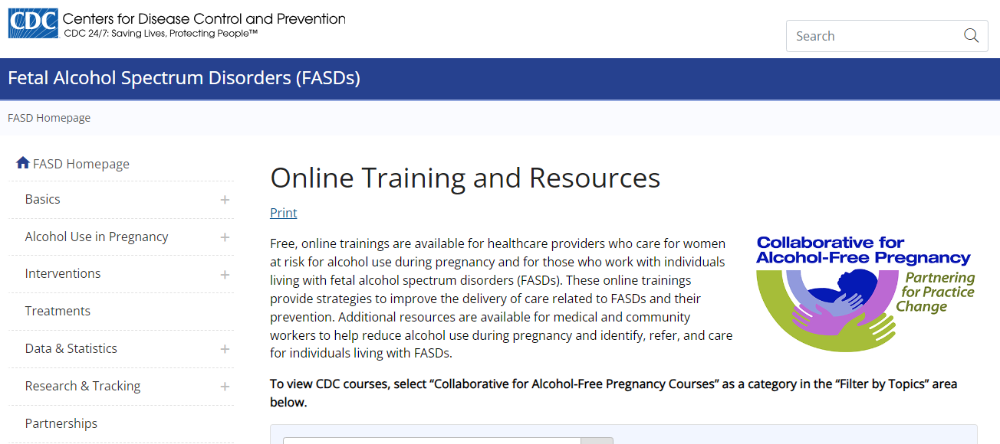 CDC Centers for Disease Control and Prevention
CDC 24/7: Saving Lives, Protecting People™
Search
Fetal Alcohol Spectrum Disorders (FASDs)
FASD Homepage
FASD Homepage
Basics
Alcohol Use in Pregnancy
Interventions
Treatments
Data & Statistics
Research & Tracking
Partnerships
Online Training and Resources
Print
Free, online trainings are available for healthcare providers who care for women
at risk for alcohol use during pregnancy and for those who work with individuals
living with fetal alcohol spectrum disorders (FASDs). These online trainings
provide strategies to improve the delivery of care related to FASDs and their
prevention. Additional resources are available for medical and community
workers to help reduce alcohol use during pregnancy and identify, refer, and care
for individuals living with FASDs.
Collaborative for
Alcohol-Free Pregnancy
Partnering
for Practice
Change
To view CDC courses, select “Collaborative for Alcohol-Free Pregnancy Courses” as a category in the “Filter by Topics” area
below.